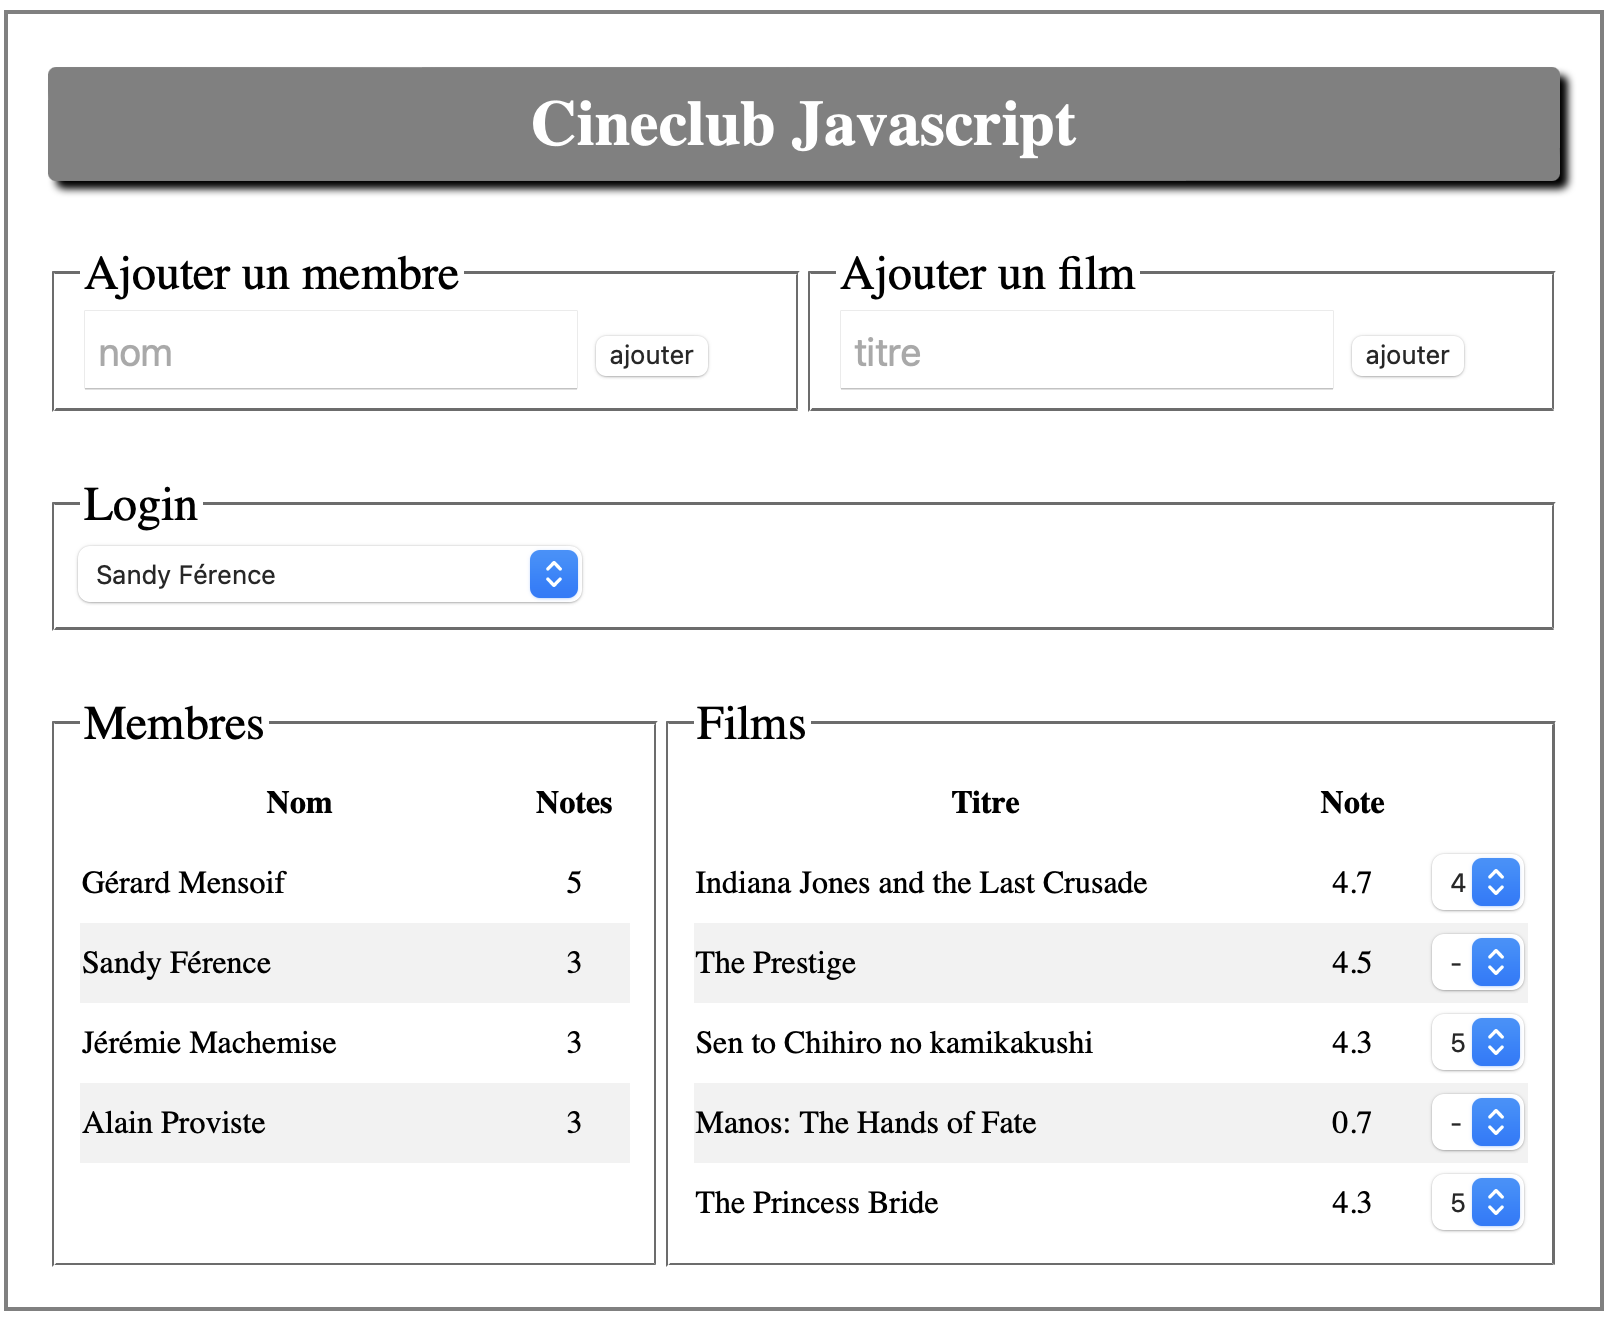 Cineclub Javascript
Ajouter un membre
nom ajouter
Ajouter un film
titre ajouter
Login
Sandy Férence
Membres
Nom Notes
Gérard Mensoif 5
Sandy Férence 3
Jérémie Machemise 3
Alain Proviste 3
Films
Titre Note
Indiana Jones and the Last Crusade 4.7 4
The Prestige 4.5 -
Sen to Chihiro no kamikakushi 4.3 5
Manos: The Hands of Fate 0.7 -
The Princess Bride 4.3 5